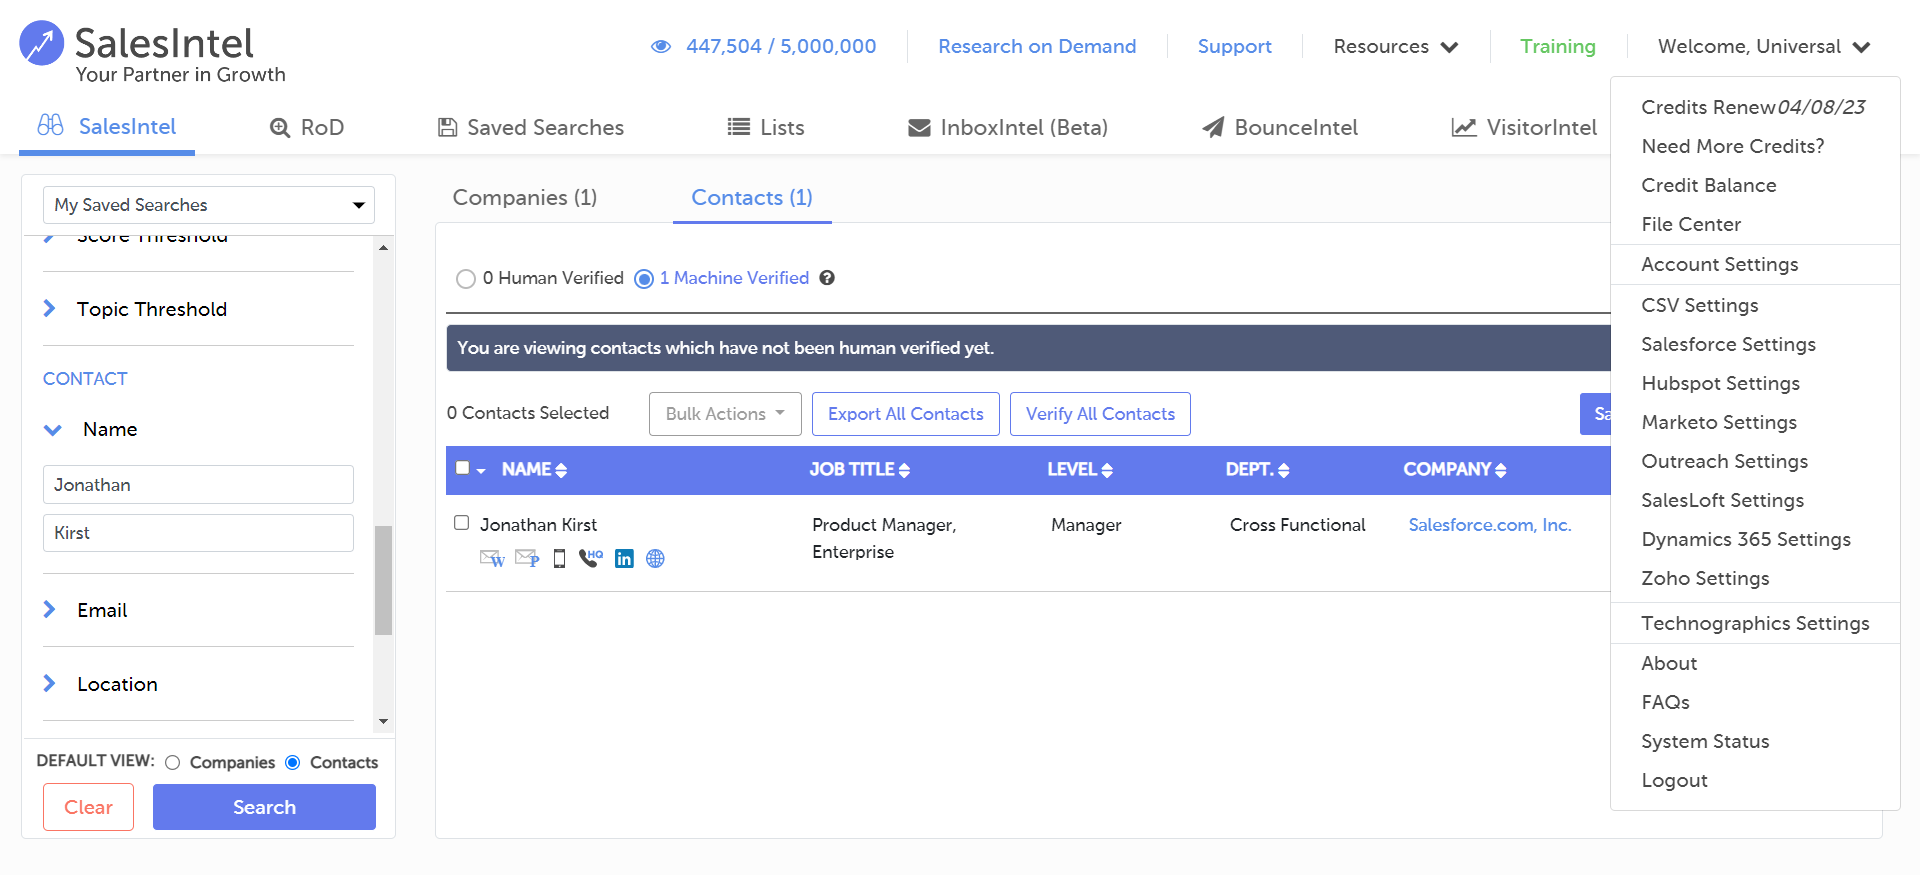 SalesIntel
Your Partner in Growth
447,504 / 5,000,000
Research on Demand
Support
Resources
Training
Welcome, Universal
SalesIntel
RoD
Saved Searches
Lists
InboxIntel (Beta)
BounceIntel
VisitorIntel
Credits Renew04/08/23
Need More Credits?
Credit Balance
File Center
Account Settings
CSV Settings
Salesforce Settings
Hubspot Settings
Marketo Settings
Outreach Settings
SalesLoft Settings
Dynamics 365 Settings
Zoho Settings
Technographics Settings
About
FAQs
System Status
Logout
My Saved Searches
Score Threshold
Topic Threshold
CONTACT
Name
Jonathan
Kirst
Email
Location
DEFAULT VIEW: Companies Contacts
Clear
Search
Companies (1)
Contacts (1)
0 Human Verified
1 Machine Verified
You are viewing contacts which have not been human verified yet.
0 Contacts Selected
Bulk Actions
Export All Contacts
Verify All Contacts
Sa
NAME JOB TITLE LEVEL DEPT. COMPANY
Jonathan Kirst
Product Manager,
Enterprise
Manager
Cross Functional
Salesforce.com, Inc.
W
P
HQ
in